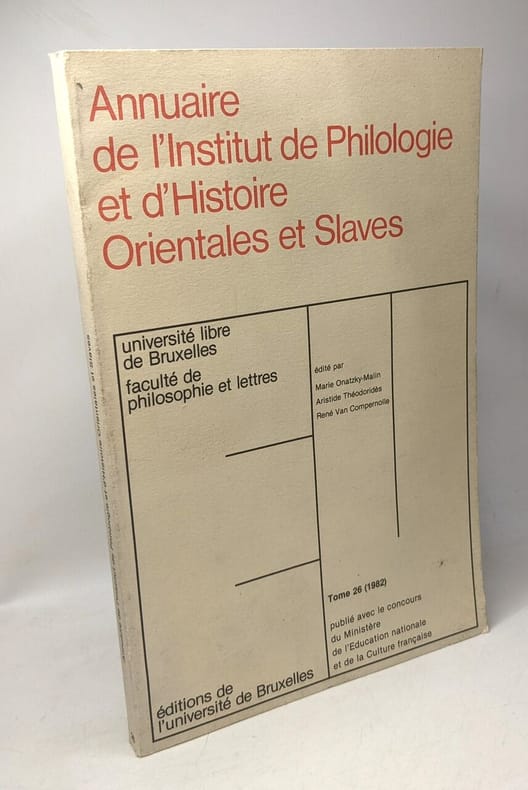 Annuaire
de l'Institut de Philologie
et d'Histoire
Orientales et Slaves
université libre
de Bruxelles
faculté de
philosophie et lettres
édité par
Marie Onatzky-Malin
Aristide Théodoridès
René Van Compernolle
Tome 26 (1982)
publié avec le concours
du Ministère
de l'Education nationale
et de la Culture française
éditions de
l'université de Bruxelles